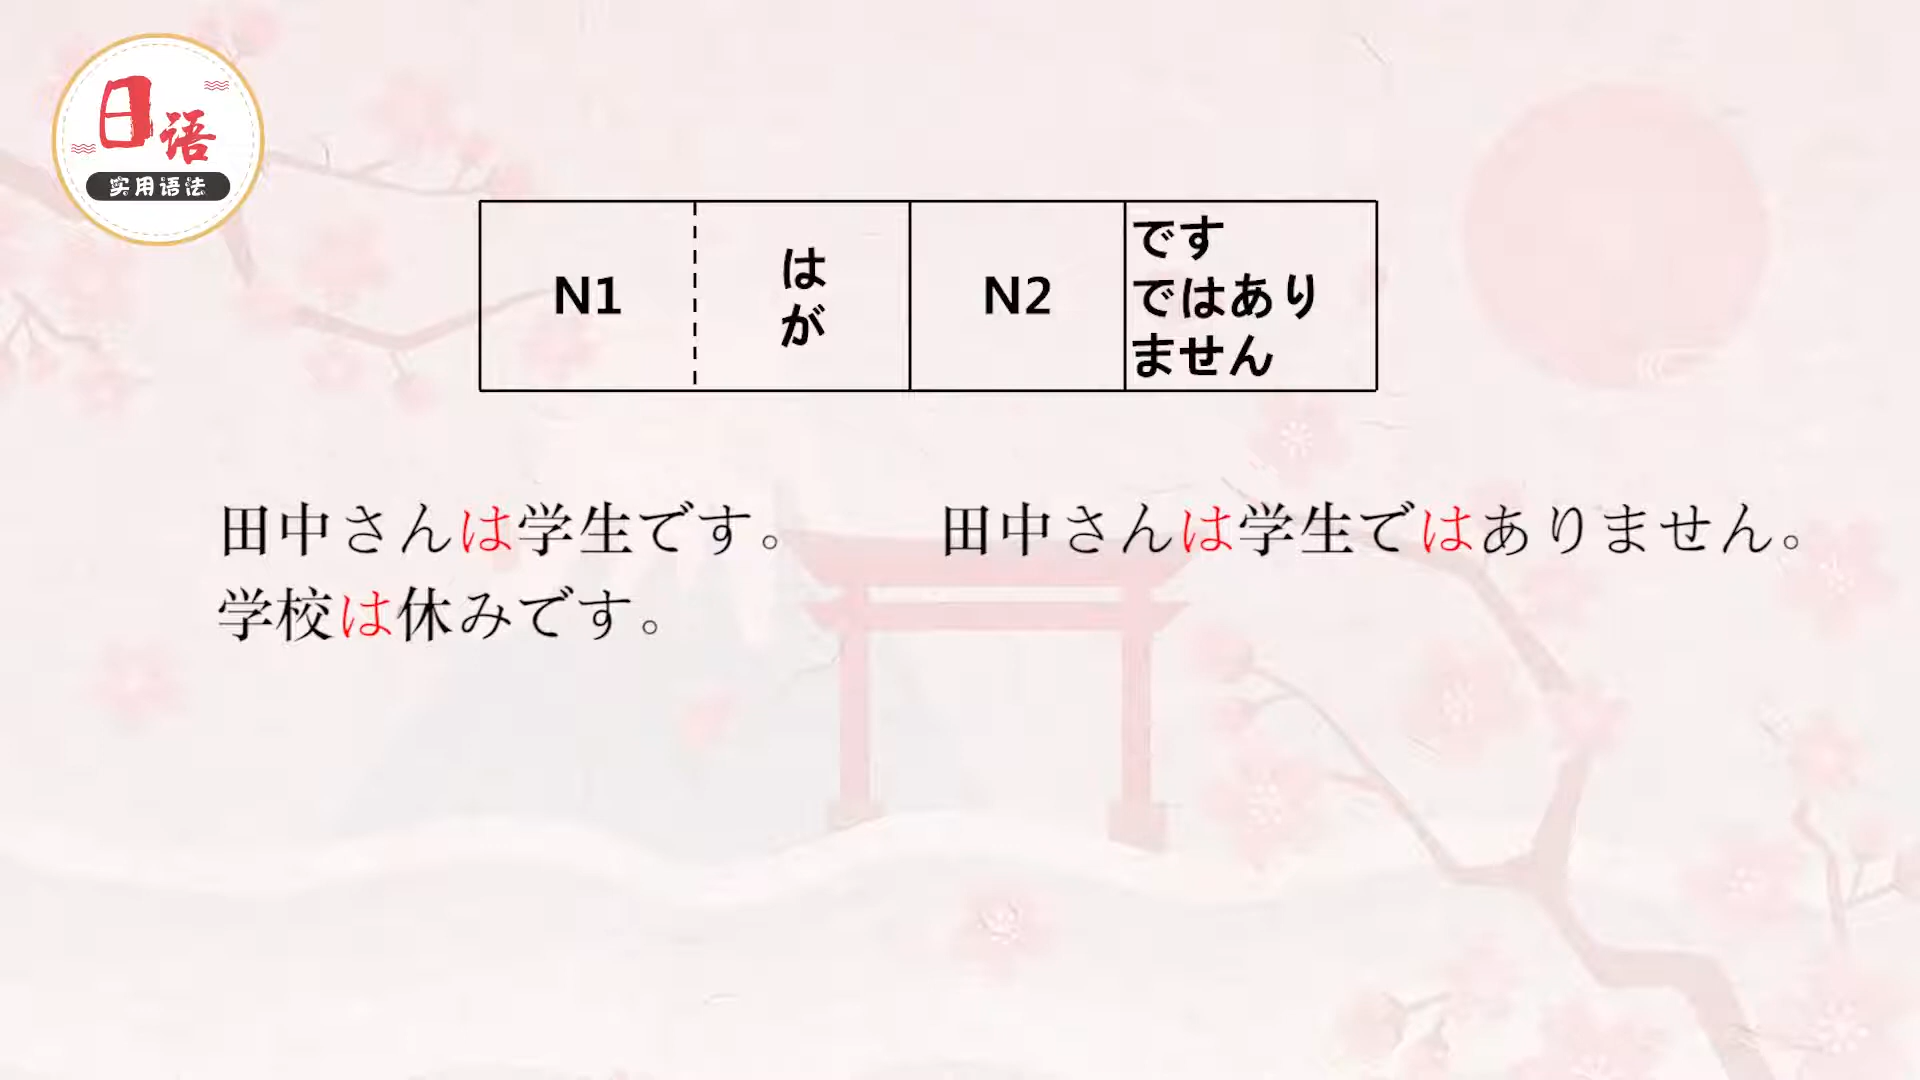 日语
实用语法
N1
は
が
N2
です
ではあり
ません
田中さんは学生です。
田中さんは学生ではありません。
学校は休みです。